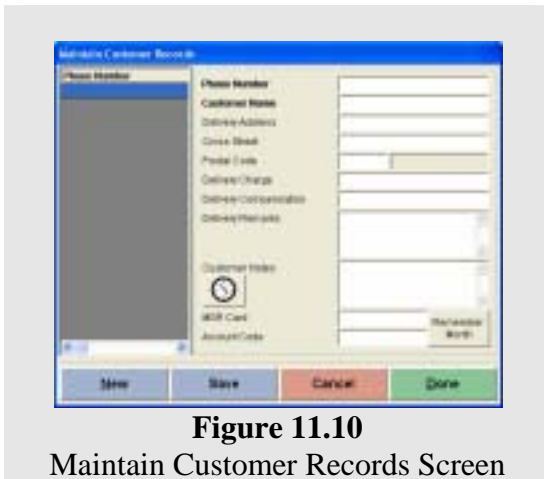 Maintain Customer Records
Phone Number
Phone Number
Customer Name
Delivery Address
Cross Street
Postal Code
Delivery Charge
Delivery Compensation
Delivery Remarks
Customer Notes
MSR Card
Account Code
New
Save
Cancel
Done
Figure 11.10
Maintain Customer Records Screen